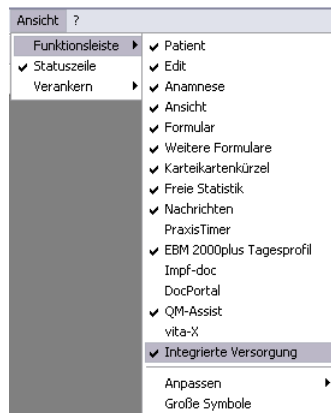 Ansicht ?
Funktionsleiste
Statuszeile
Verankern
Patient
Edit
Anamnese
Ansicht
Formular
Weitere Formulare
Karteikartenkürzel
Freie Statistik
Nachrichten
PraxisTimer
EBM 2000plus Tagesprofil
Impf-doc
DocPortal
QM-Assist
vita-X
Integrierte Versorgung
Anpassen
Große Symbole